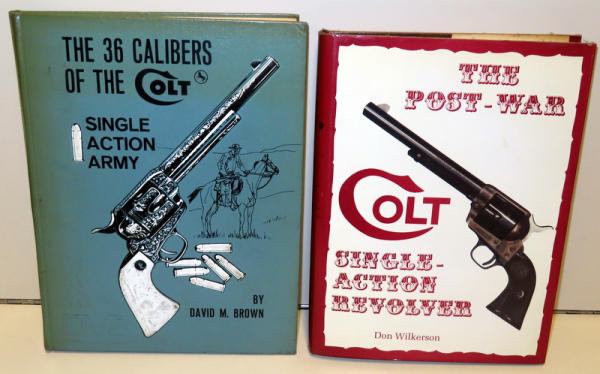 THE 36 CALIBERS
OF THE COLT
SINGLE
ACTION
ARMY
BY
DAVID M. BROWN
THE
POST-WAR
COLT
SINGLE-
ACTION
REVOLVER
Don Wilkerson